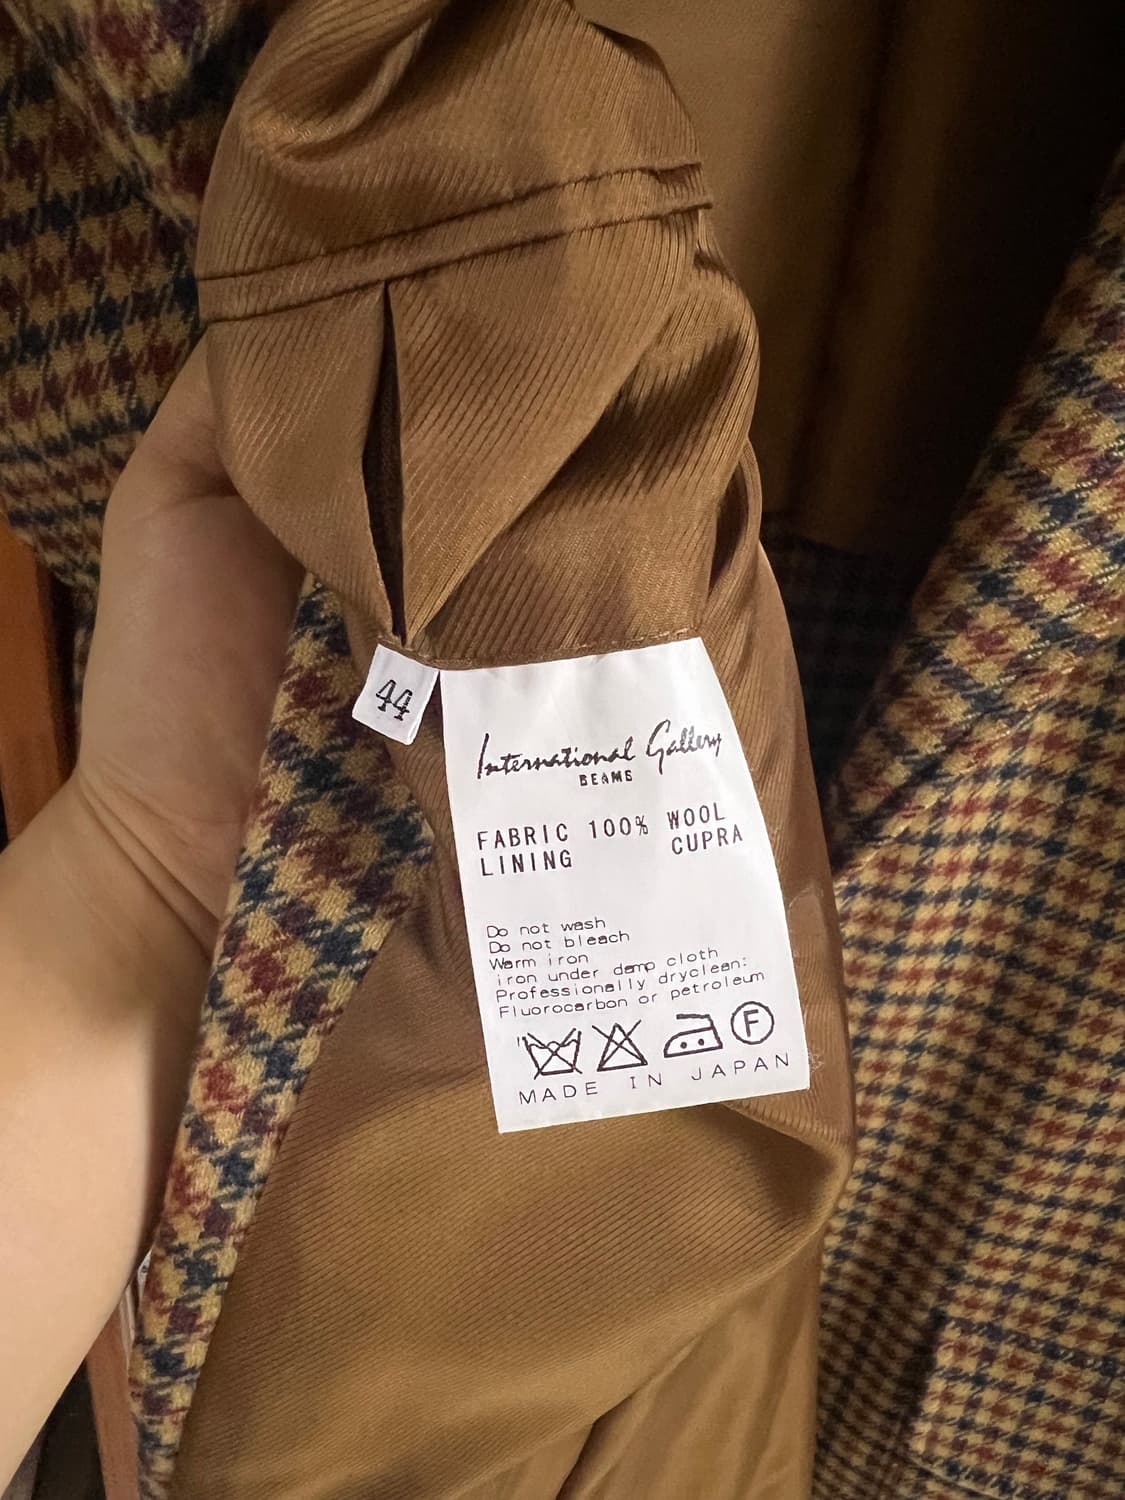 44
International Gallery
BEAMS
FABRIC 100% WOOL
LINING CUPRA
Do not wash
Do not bleach
Warm iron
iron under damp cloth
Professionally dryclean:
Fluorocarbon or petroleum
F
MADE IN JAPAN